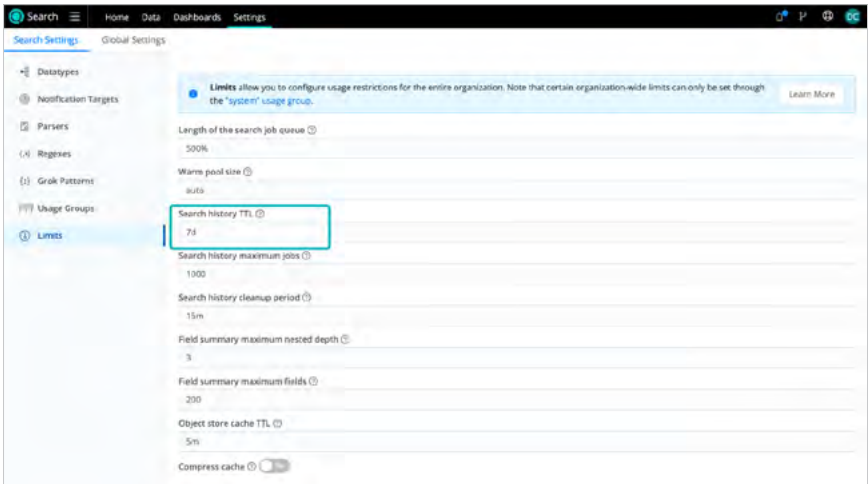 Search Home Data Dashboards Settings DC
Search Settings Global Settings
Datatypes
Notification Targets
Parsers
Regexes
Grok Patterns
Usage Groups
Limits
Limits allow you to configure usage restrictions for the entire organization. Note that certain organization-wide limits can only be set through
the "system" usage group.
Learn More
Length of the search job queue
500%
Warm pool size
auto
Search history TTL
7d
Search history maximum jobs
1000
Search history cleanup period
15m
Field summary maximum nested depth
3
Field summary maximum fields
200
Object store cache TTL
5m
Compress cache